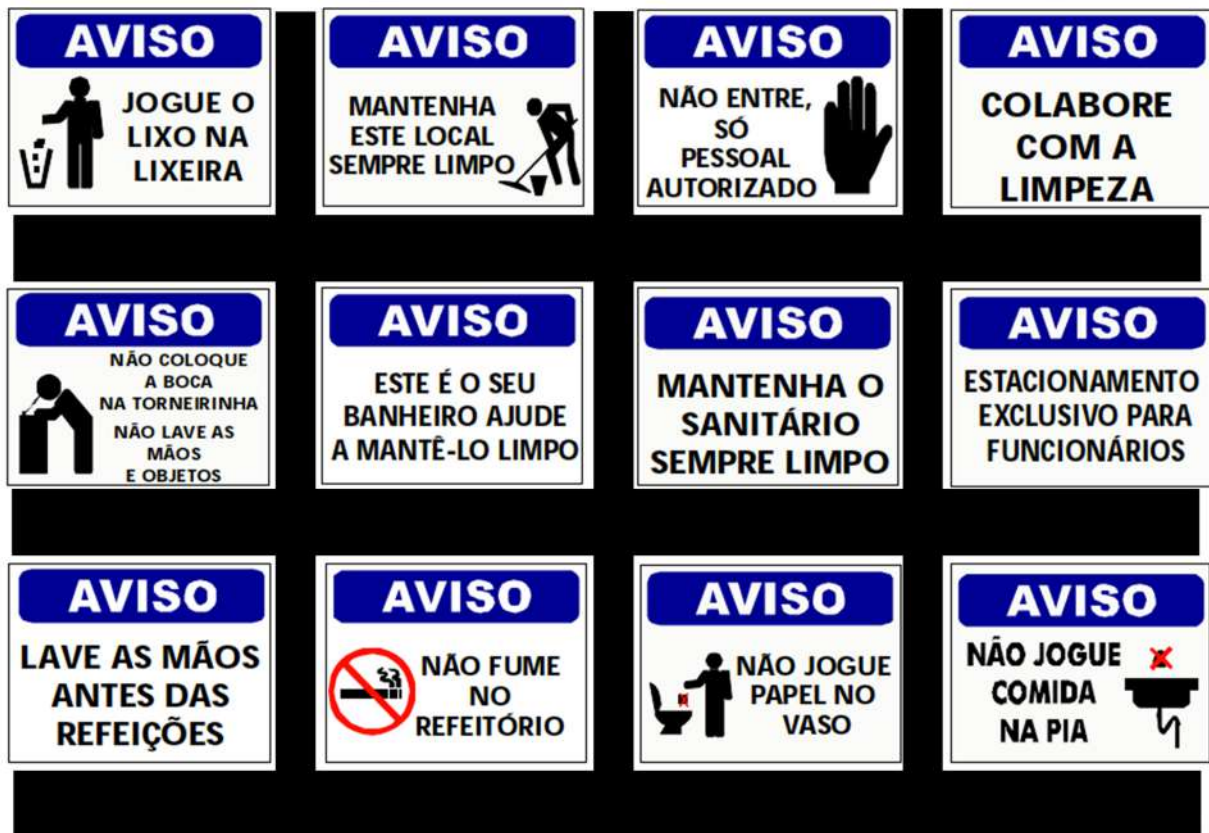 AVISO
JOGUE O
LIXO NA
LIXEIRA
AVISO
MANTENHA
ESTE LOCAL
SEMPRE LIMPO
AVISO
NÃO ENTRE,
SÓ
PESSOAL
AUTORIZADO
AVISO
COLABORE
COM A
LIMPEZA
AVISO
NÃO COLOQUE
A BOCA
NA TORNEIRINHA
NÃO LAVE AS
MÃOS
E OBJETOS
AVISO
ESTE É O SEU
BANHEIRO AJUDE
A MANTÊ-LO LIMPO
AVISO
MANTENHA O
SANITÁRIO
SEMPRE LIMPO
AVISO
ESTACIONAMENTO
EXCLUSIVO PARA
FUNCIONÁRIOS
AVISO
LAVE AS MÃOS
ANTES DAS
REFEIÇÕES
AVISO
NÃO FUME
NO
REFEITÓRIO
AVISO
NÃO JOGUE
PAPEL NO
VASO
AVISO
NÃO JOGUE
COMIDA
NA PIA